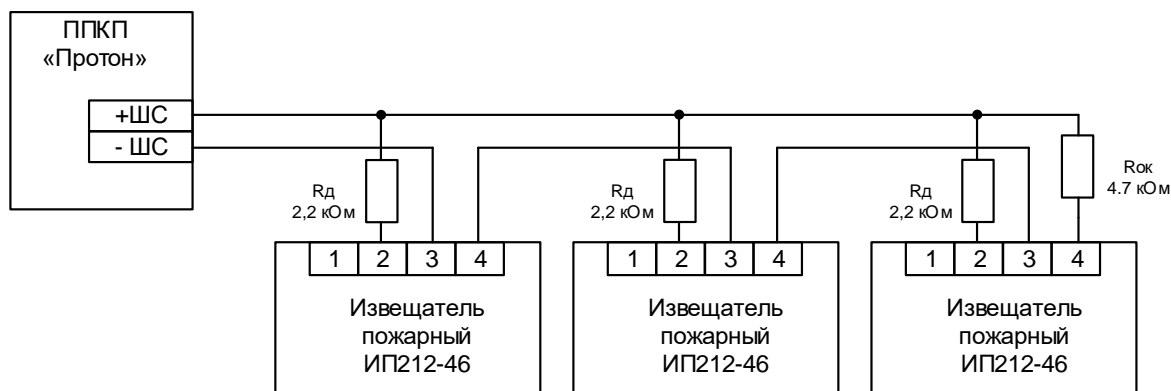 ППКП
«Протон»
+ШС
- ШС
Rд
2,2 кОм
Rд
2,2 кОм
Rд
2,2 кОм
Rок
4.7 кОм
1 2 3 4
1 2 3 4
1 2 3 4
Извещатель
пожарный
ИП212-46
Извещатель
пожарный
ИП212-46
Извещатель
пожарный
ИП212-46